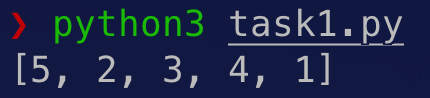 ❯ python3 task1.py
[5, 2, 3, 4, 1]